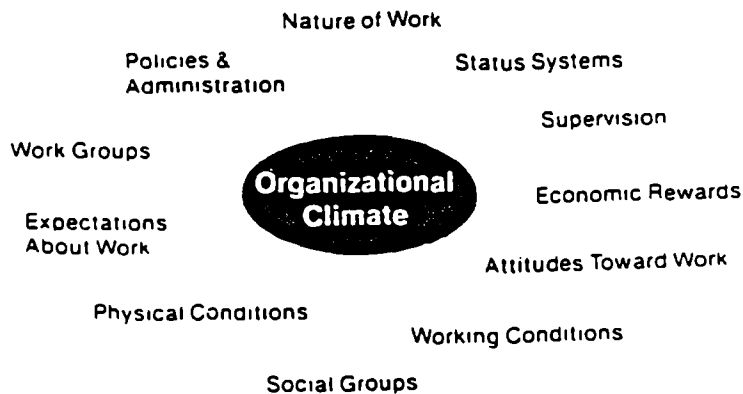 Nature of Work
Policies &
Administration
Status Systems
Supervision
Work Groups
Organizational
Climate
Economic Rewards
Expectations
About Work
Attitudes Toward Work
Physical Conditions
Working Conditions
Social Groups